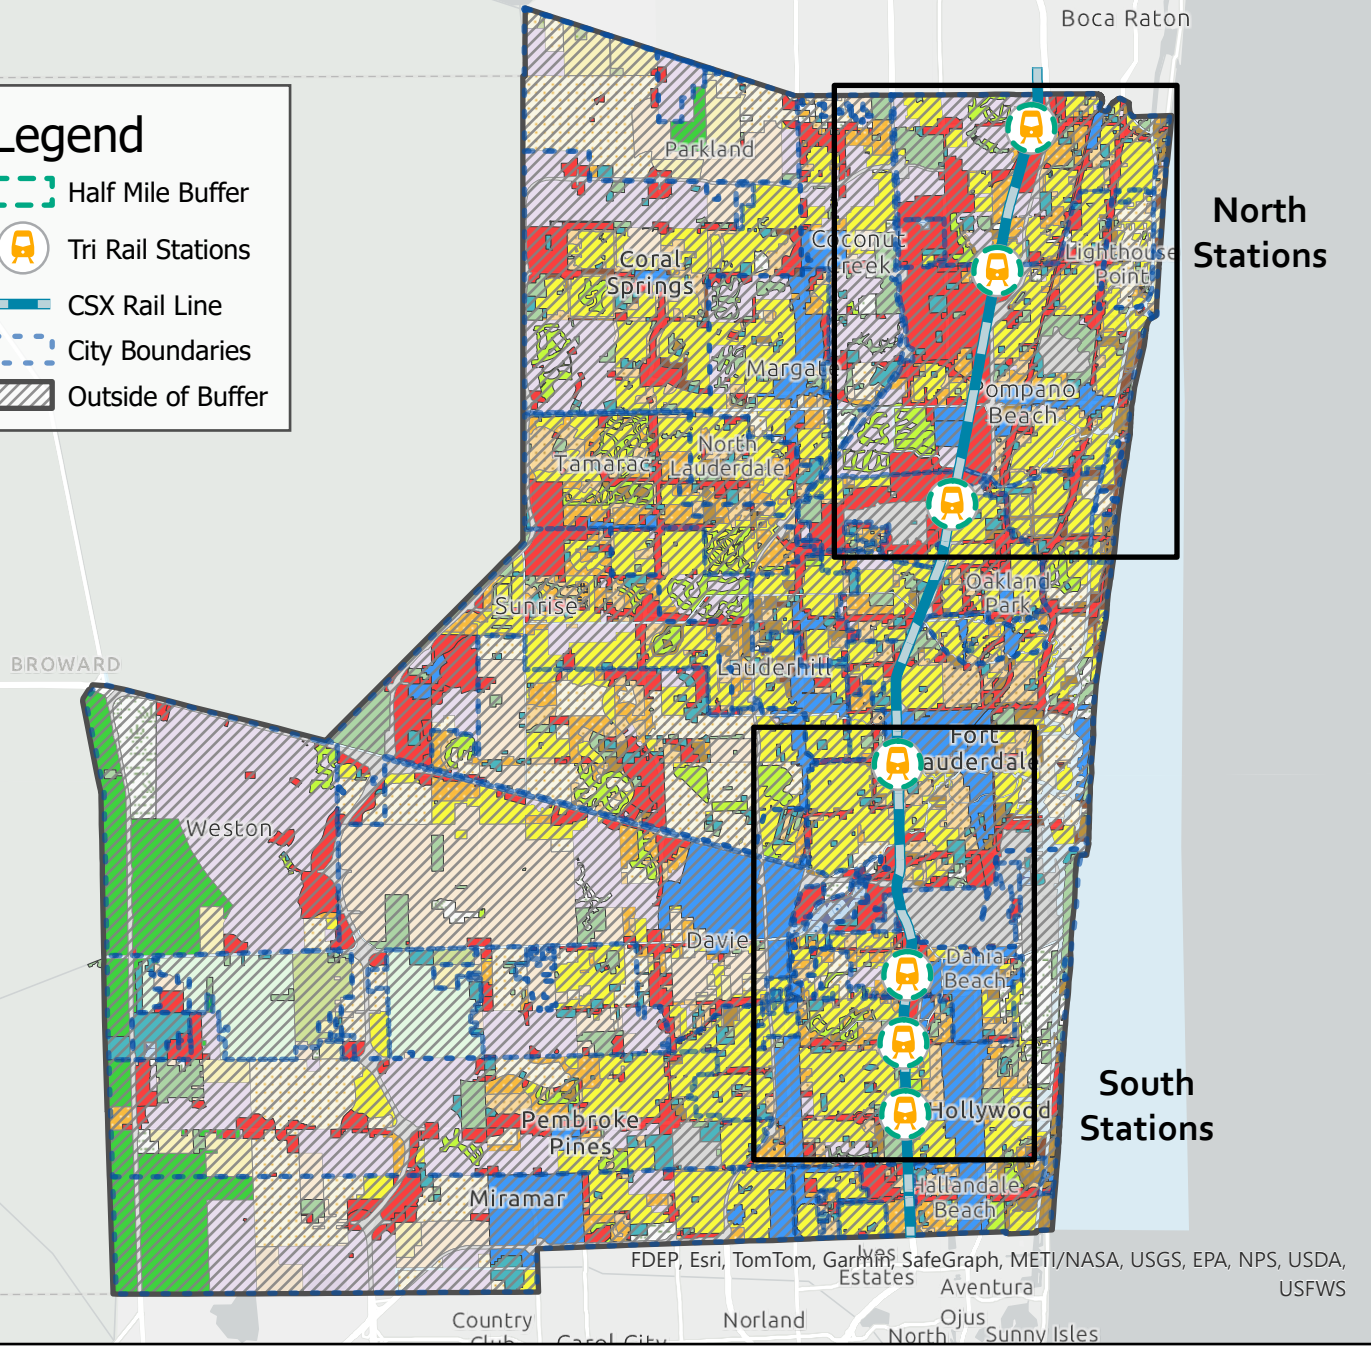 Boca Raton
Legend
Half Mile Buffer
Tri Rail Stations
CSX Rail Line
City Boundaries
Outside of Buffer
Parkland
North
Stations
Coconut
Creek
Lighthouse
Point
Coral
Springs
Margate
Pompano
Beach
North
Lauderdale
Tamarac
Oakland
Park
Sunrise
BROWARD
Lauderhill
Fort
Lauderdale
Weston
Davie
Dania
Beach
South
Stations
Hollywood
Pembroke
Pines
Miramar
Hallandale
Beach
FDEP, Esri, TomTom, Garmin, SafeGraph, METI/NASA, USGS, EPA, NPS, USDA,
USFWS
Ives
Estates
Aventura
Country
Club
Carol City
Norland
Ojus
North
Sunny Isles